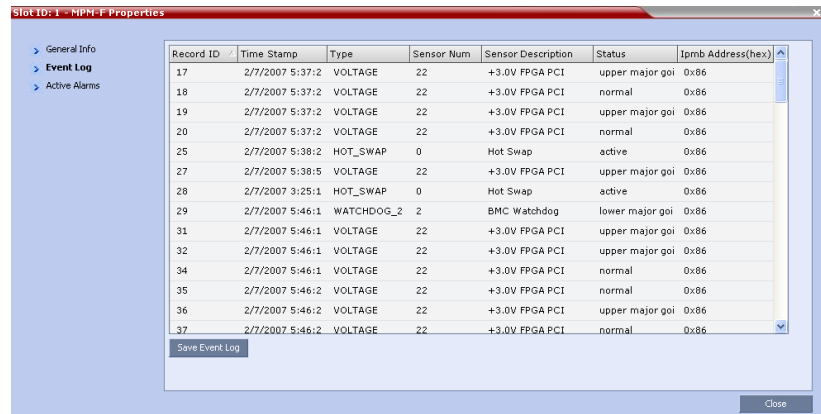 Slot ID: 1 - MPM-F Properties
General Info
Event Log
Active Alarms
Record ID Time Stamp Type Sensor Num Sensor Description Status Ipmb Address(hex)
17 2/7/2007 5:37:2 VOLTAGE 22 +3.0V FPGA PCI upper major goi 0x86
18 2/7/2007 5:37:2 VOLTAGE 22 +3.0V FPGA PCI normal 0x86
19 2/7/2007 5:37:2 VOLTAGE 22 +3.0V FPGA PCI upper major goi 0x86
20 2/7/2007 5:37:2 VOLTAGE 22 +3.0V FPGA PCI normal 0x86
25 2/7/2007 5:38:2 HOT_SWAP 0 Hot Swap active 0x86
27 2/7/2007 5:38:5 VOLTAGE 22 +3.0V FPGA PCI upper major goi 0x86
28 2/7/2007 3:25:1 HOT_SWAP 0 Hot Swap active 0x86
29 2/7/2007 5:46:1 WATCHDOG_2 2 BMC Watchdog lower major goi 0x86
31 2/7/2007 5:46:1 VOLTAGE 22 +3.0V FPGA PCI upper major goi 0x86
32 2/7/2007 5:46:1 VOLTAGE 22 +3.0V FPGA PCI upper major goi 0x86
34 2/7/2007 5:46:1 VOLTAGE 22 +3.0V FPGA PCI normal 0x86
35 2/7/2007 5:46:2 VOLTAGE 22 +3.0V FPGA PCI normal 0x86
36 2/7/2007 5:46:2 VOLTAGE 22 +3.0V FPGA PCI upper major goi 0x86
37 2/7/2007 5:46:2 VOLTAGE 22 +3.0V FPGA PCI normal 0x86
Save Event Log
Close